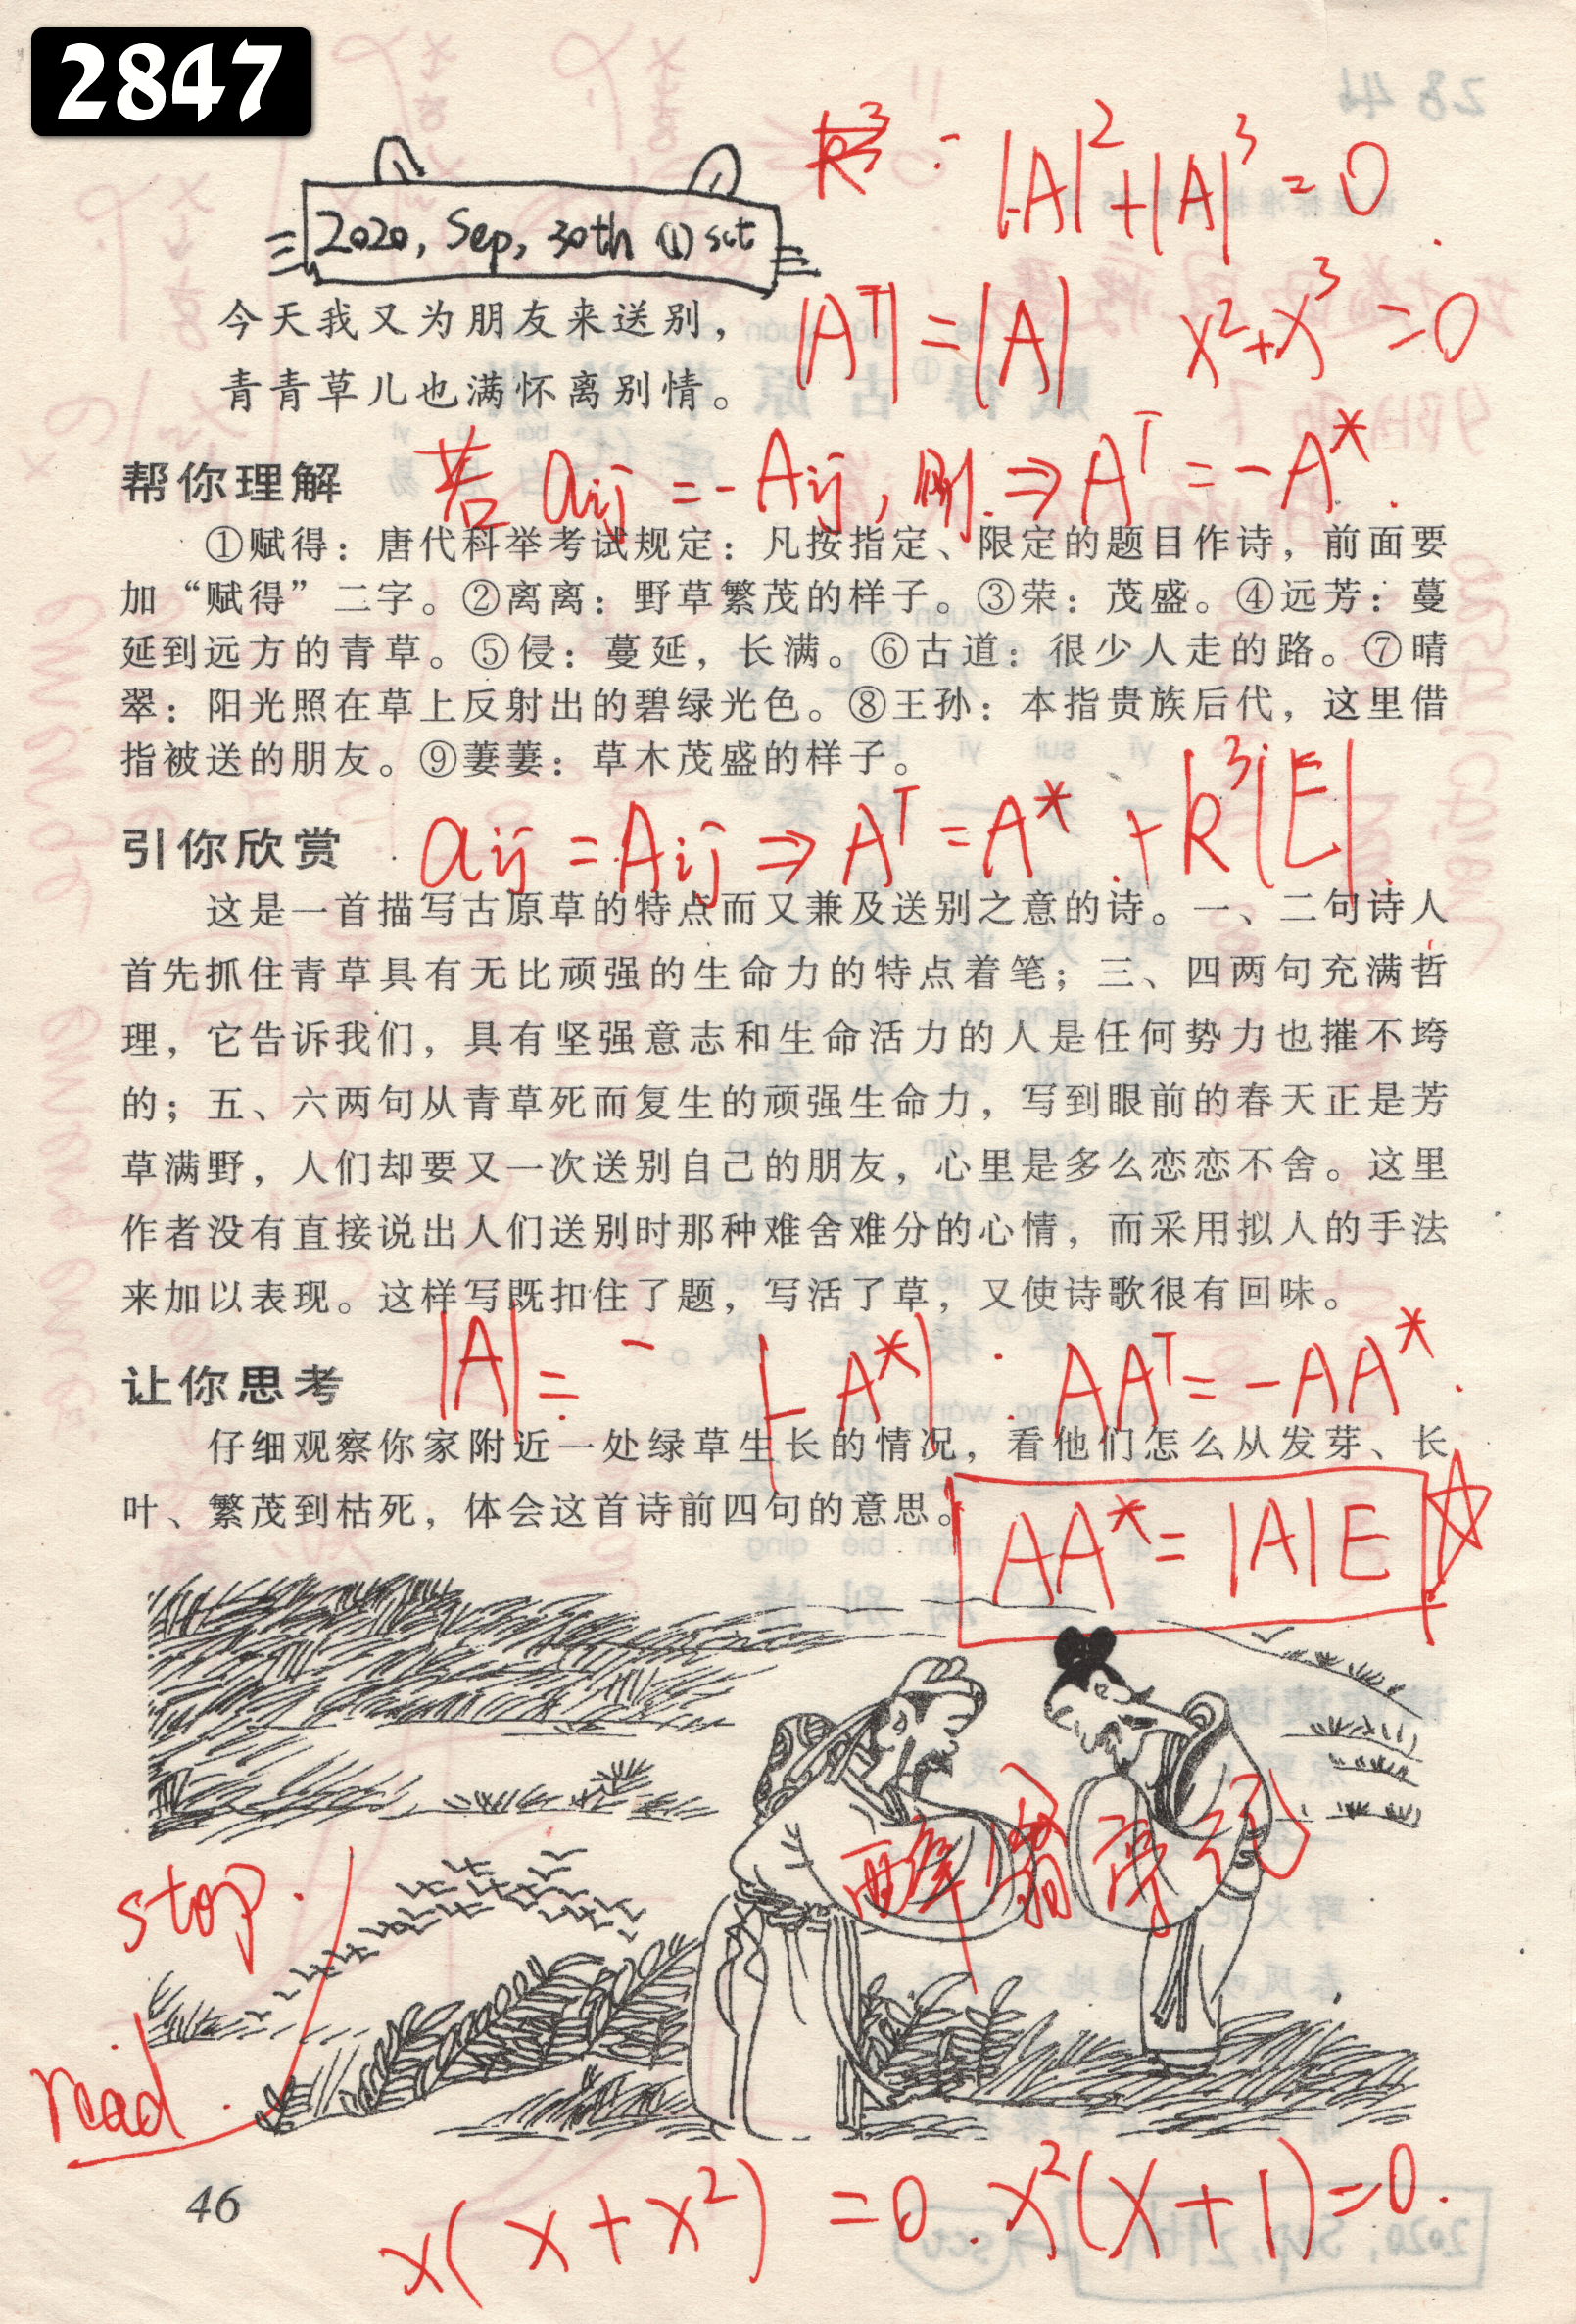 2847
2020, Sep, 30th (1) sct
|-A|²+|A|³=0.
今天我又为朋友来送别，
|Aᵀ|=|A| x²+x³=0
青青草儿也满怀离别情。
帮你理解
若 aij=-Aij, 则.⇒Aᵀ=-A*.
①赋得：唐代科举考试规定：凡按指定、限定的题目作诗，前面要
加“赋得”二字。②离离：野草繁茂的样子。③荣：茂盛。④远芳：蔓
延到远方的青草。⑤侵：蔓延，长满。⑥古道：很少人走的路。⑦晴
翠：阳光照在草上反射出的碧绿光色。⑧王孙：本指贵族后代，这里借
指被送的朋友。⑨萋萋：草木茂盛的样子。
引你欣赏
aij=Aij⇒Aᵀ=A*.+k³|E|.
这是一首描写古原草的特点而又兼及送别之意的诗。一、二句诗人
首先抓住青草具有无比顽强的生命力的特点着笔；三、四两句充满哲
理，它告诉我们，具有坚强意志和生命活力的人是任何势力也摧不垮
的；五、六两句从青草死而复生的顽强生命力，写到眼前的春天正是芳
草满野，人们却要又一次送别自己的朋友，心里是多么恋恋不舍。这里
作者没有直接说出人们送别时那种难舍难分的心情，而采用拟人的手法
来加以表现。这样写既扣住了题，写活了草，又使诗歌很有回味。
|A|= - |-A*|. AAᵀ=-AA*.
让你思考
仔细观察你家附近一处绿草生长的情况，看他们怎么从发芽、长
叶、繁茂到枯死，体会这首诗前四句的意思。
AA*=|A|E
醉翁亭记
stop.
read.
46
x(x+x²)=0.x²(x+1)=0.